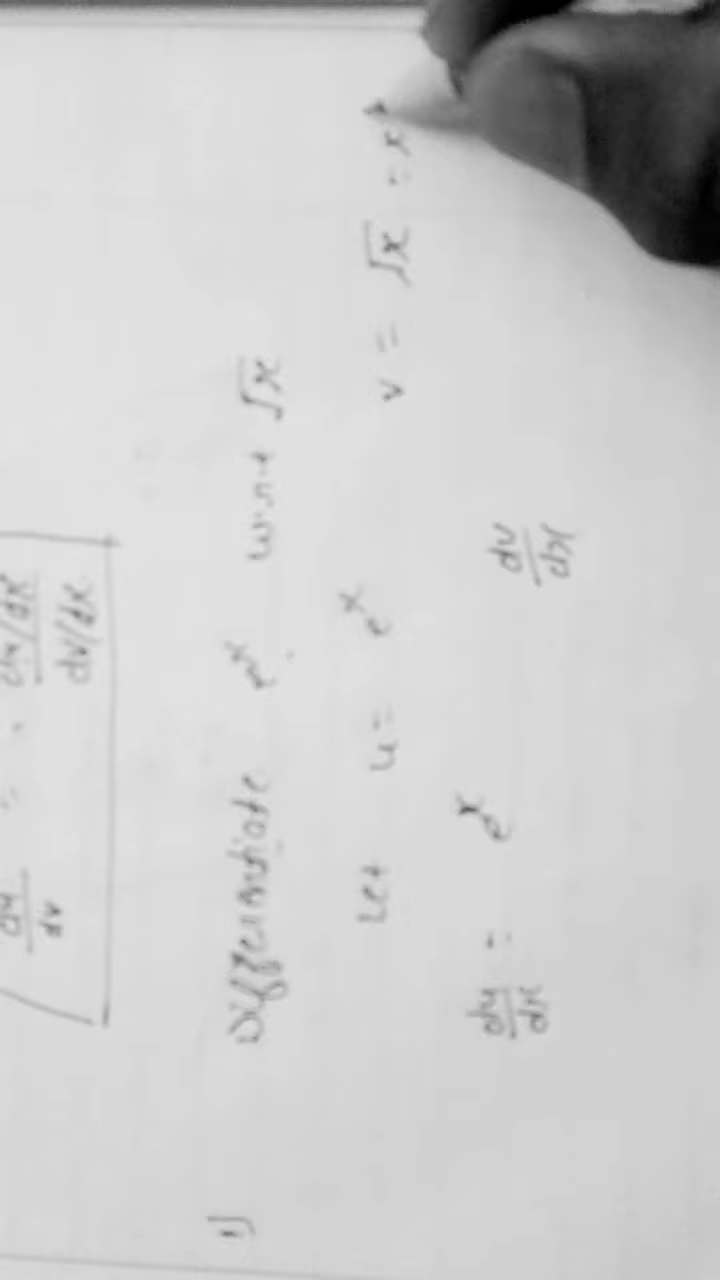 du/dv = du/dx / dv/dx
1) Differentiate e^x w.r.t √x
Let u = e^x v = √x = x
du/dx = e^x dv/dx